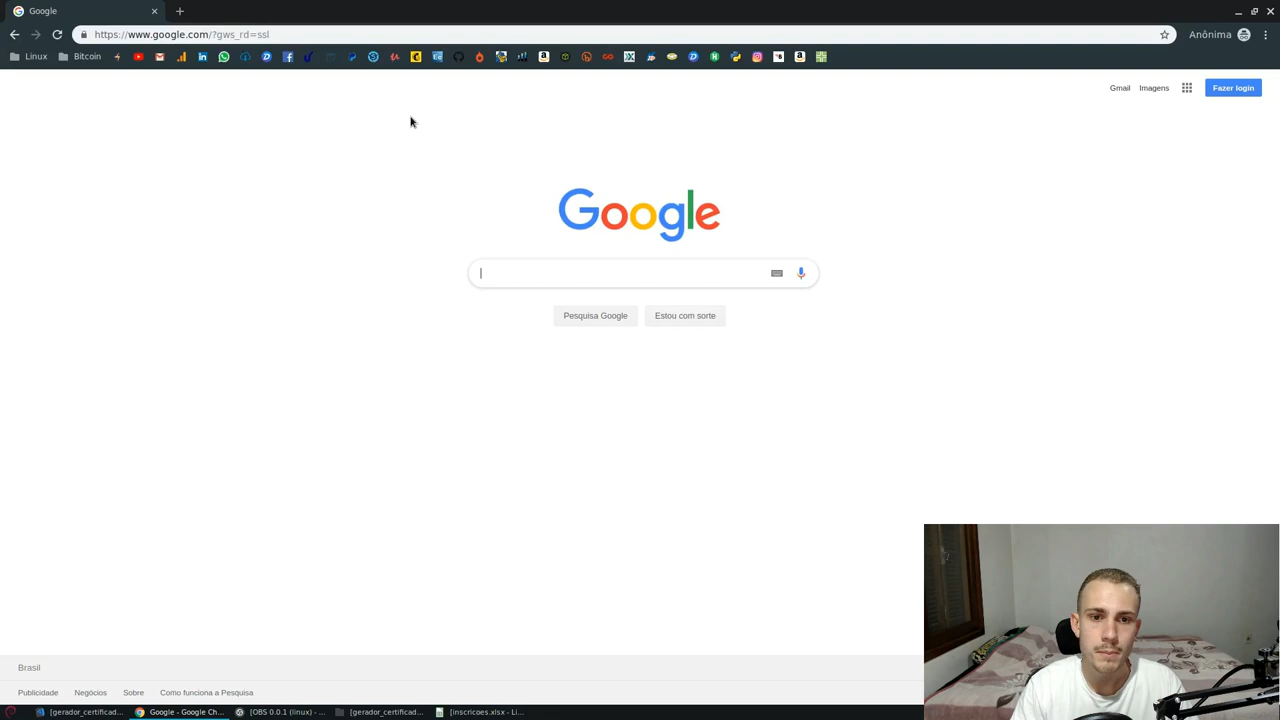 Google
https://www.google.com/?gws_rd=ssl
Anônima
Linux
Bitcoin
Gmail
Imagens
Fazer login
Google
Pesquisa Google
Estou com sorte
Brasil
Publicidade
Negócios
Sobre
Como funciona a Pesquisa
[gerador_certificad...
Google - Google Ch...
[OBS 0.0.1 (linux) - ...
[gerador_certificad...
[inscricoes.xlsx - Li...